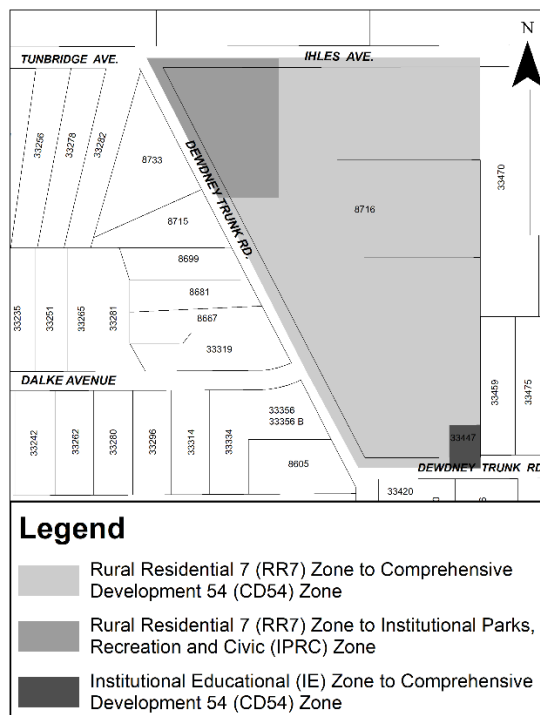 N
TUNBRIDGE AVE.
IHLES AVE.
33256
33278
33282
8733
DEWDNEY TRUNK RD.
33470
8716
8715
8699
8681
8667
33235
33251
33265
33281
33319
33459
33475
DALKE AVENUE
33242
33262
33280
33296
33314
33334
33356
33356 B
8605
33447
DEWDNEY TRUNK RD
33420
Legend
Rural Residential 7 (RR7) Zone to Comprehensive
Development 54 (CD54) Zone
Rural Residential 7 (RR7) Zone to Institutional Parks,
Recreation and Civic (IPRC) Zone
Institutional Educational (IE) Zone to Comprehensive
Development 54 (CD54) Zone